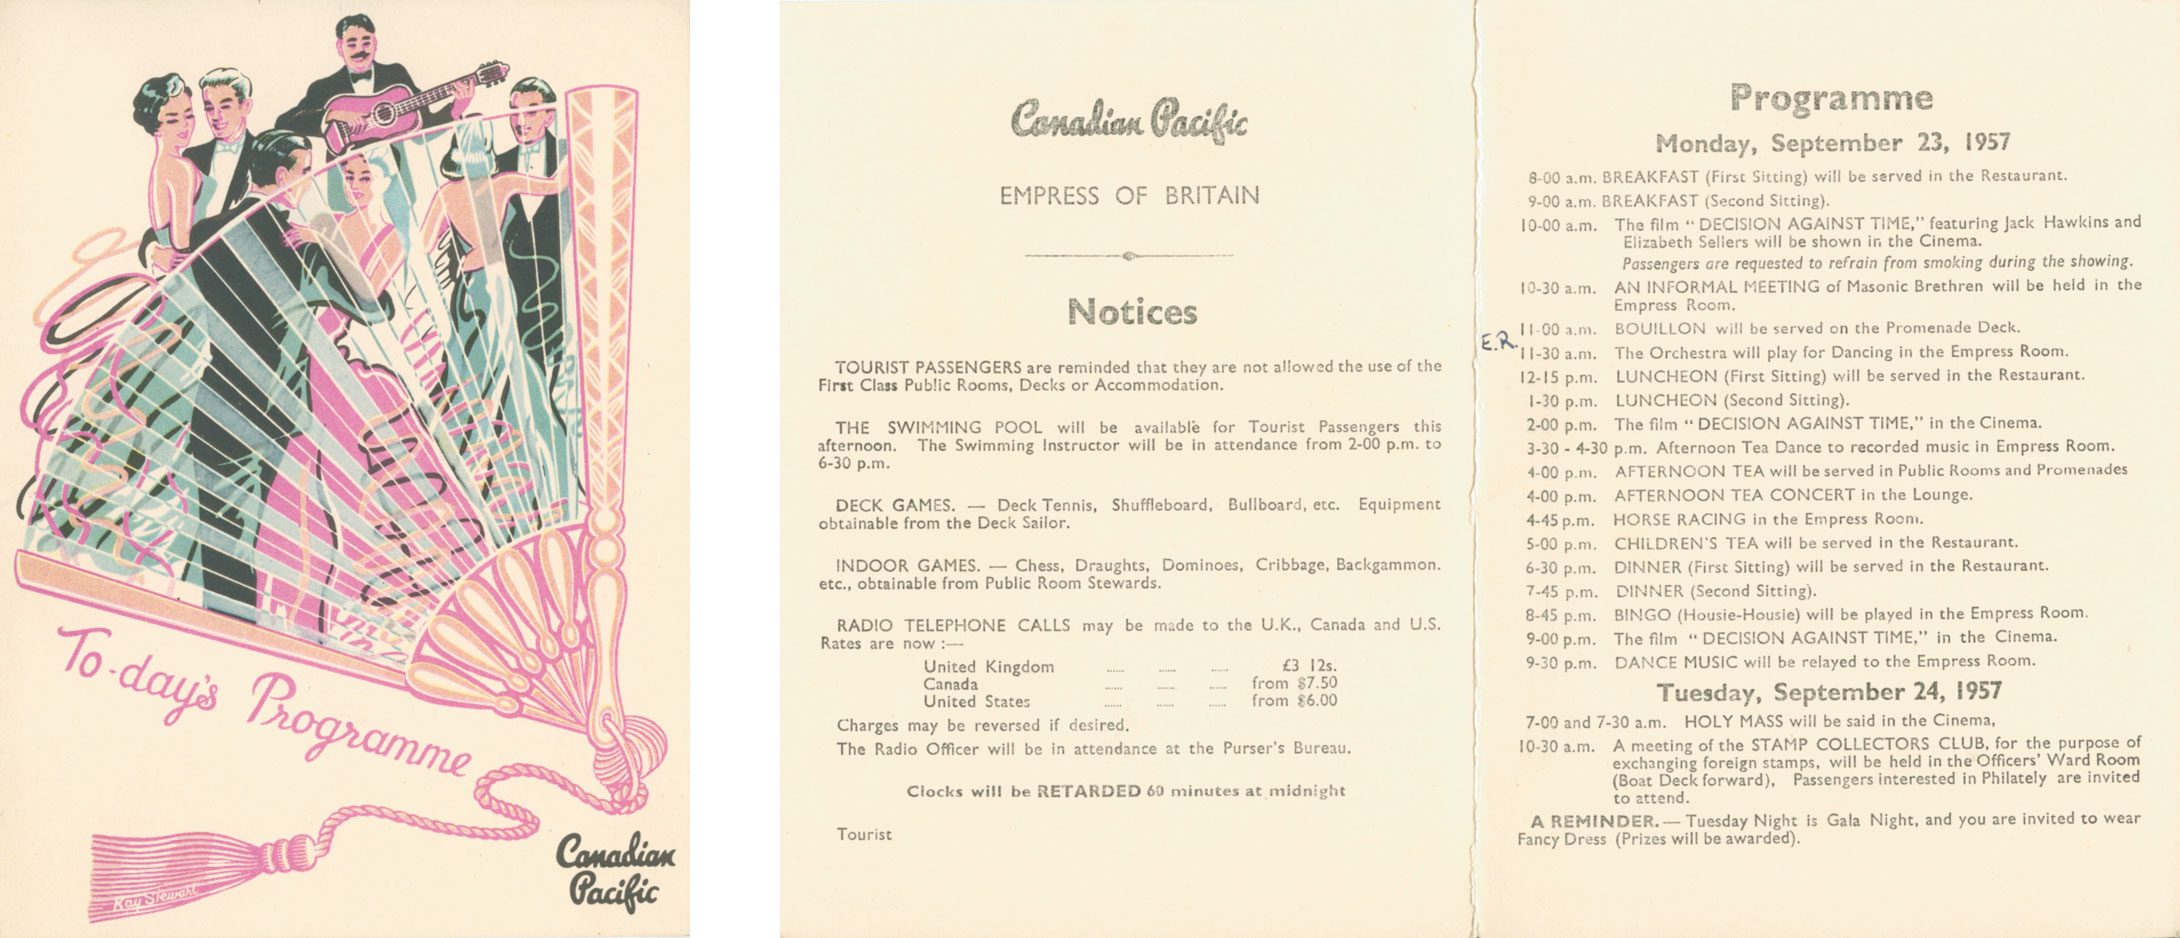 To-day's Programme
Kay Stewart
Canadian
Pacific
Canadian Pacific
EMPRESS OF BRITAIN
Notices
TOURIST PASSENGERS are reminded that they are not allowed the use of the
First Class Public Rooms, Decks or Accommodation.
THE SWIMMING POOL will be available for Tourist Passengers this
afternoon. The Swimming Instructor will be in attendance from 2-00 p.m. to
6-30 p.m.
DECK GAMES. — Deck Tennis, Shuffleboard, Bullboard, etc. Equipment
obtainable from the Deck Sailor.
INDOOR GAMES. — Chess, Draughts, Dominoes, Cribbage, Backgammon.
etc., obtainable from Public Room Stewards.
RADIO TELEPHONE CALLS may be made to the U.K., Canada and U.S.
Rates are now :—
United Kingdom ...... ...... ...... £3 12s.
Canada ...... ...... ...... from $7.50
United States ...... ...... ...... from $6.00
Charges may be reversed if desired.
The Radio Officer will be in attendance at the Purser's Bureau.
Clocks will be RETARDED 60 minutes at midnight
Tourist
Programme
Monday, September 23, 1957
8-00 a.m. BREAKFAST (First Sitting) will be served in the Restaurant.
9-00 a.m. BREAKFAST (Second Sitting).
10-00 a.m. The film "DECISION AGAINST TIME," featuring Jack Hawkins and
Elizabeth Sellers will be shown in the Cinema.
Passengers are requested to refrain from smoking during the showing.
10-30 a.m. AN INFORMAL MEETING of Masonic Brethren will be held in the
Empress Room.
11-00 a.m. BOUILLON will be served on the Promenade Deck.
E.R. 11-30 a.m. The Orchestra will play for Dancing in the Empress Room.
12-15 p.m. LUNCHEON (First Sitting) will be served in the Restaurant.
1-30 p.m. LUNCHEON (Second Sitting).
2-00 p.m. The film "DECISION AGAINST TIME," in the Cinema.
3-30 - 4-30 p.m. Afternoon Tea Dance to recorded music in Empress Room.
4-00 p.m. AFTERNOON TEA will be served in Public Rooms and Promenades
4-00 p.m. AFTERNOON TEA CONCERT in the Lounge.
4-45 p.m. HORSE RACING in the Empress Room.
5-00 p.m. CHILDREN'S TEA will be served in the Restaurant.
6-30 p.m. DINNER (First Sitting) will be served in the Restaurant.
7-45 p.m. DINNER (Second Sitting).
8-45 p.m. BINGO (Housie-Housie) will be played in the Empress Room.
9-00 p.m. The film "DECISION AGAINST TIME," in the Cinema.
9-30 p.m. DANCE MUSIC will be relayed to the Empress Room.
Tuesday, September 24, 1957
7-00 and 7-30 a.m. HOLY MASS will be said in the Cinema,
10-30 a.m. A meeting of the STAMP COLLECTORS CLUB, for the purpose of
exchanging foreign stamps, will be held in the Officers' Ward Room
(Boat Deck forward), Passengers interested in Philately are invited
to attend.
A REMINDER. — Tuesday Night is Gala Night, and you are invited to wear
Fancy Dress (Prizes will be awarded).